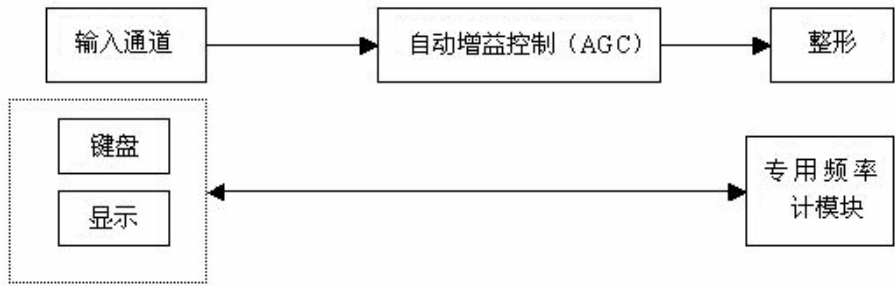 输入通道
自动增益控制（AGC）
整形
键盘
显示
专用频率
计模块